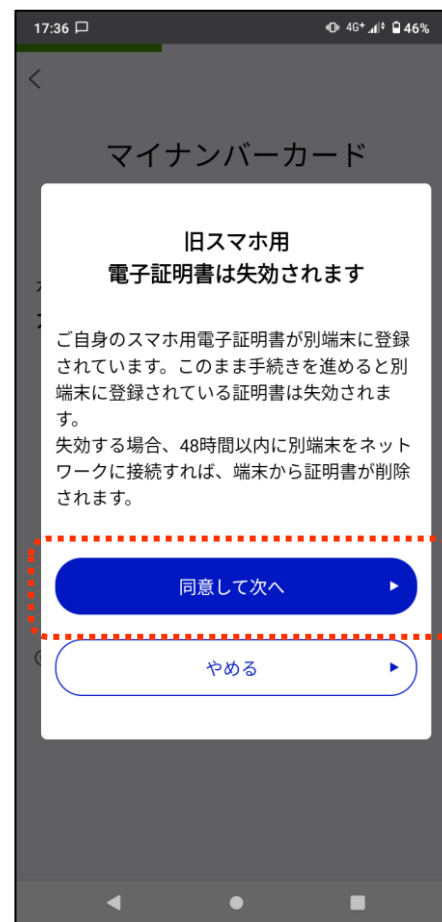 17:36 4G+ 46%
マイナンバーカード
旧スマホ用
電子証明書は失効されます
ご自身のスマホ用電子証明書が別端末に登録
されています。このまま手続きを進めると別
端末に登録されている証明書は失効されま
す。
失効する場合、48時間以内に別端末をネット
ワークに接続すれば、端末から証明書が削除
されます。
同意して次へ
やめる